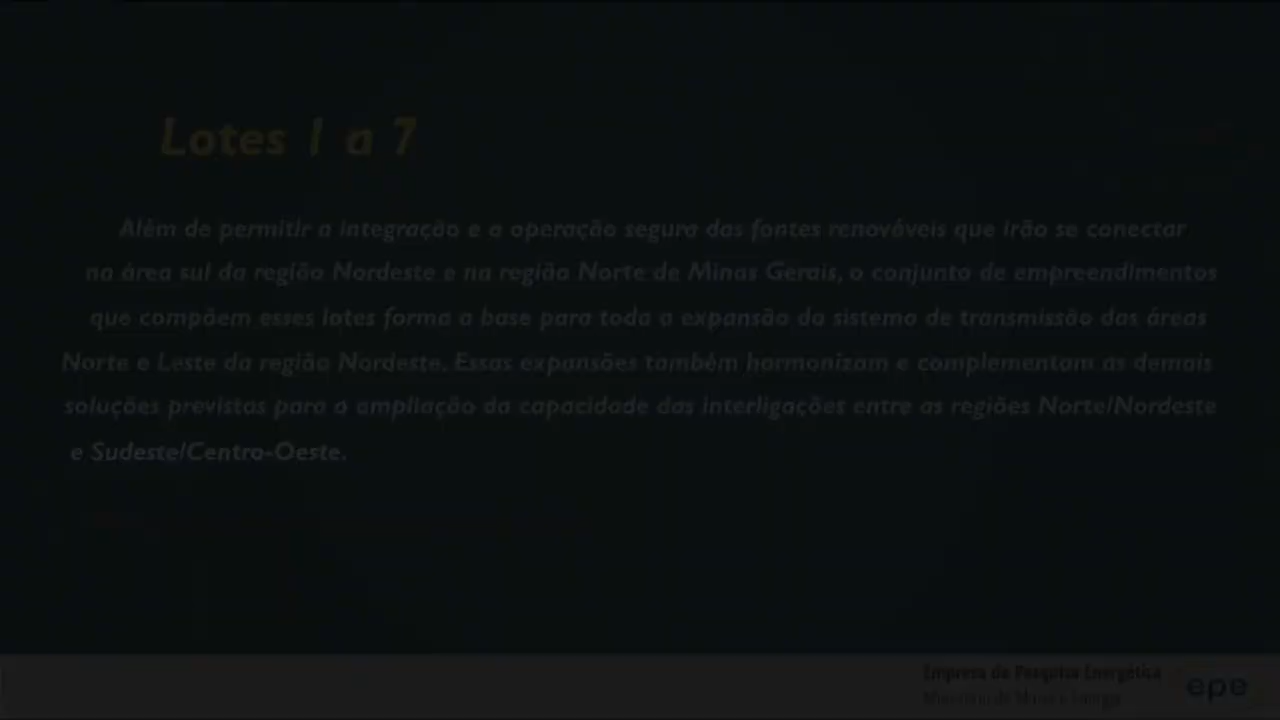 Lotes 1 a 7
Além de permitir a integração e a operação segura das fontes renováveis que irão se conectar
na área sul da região Nordeste e na região Norte de Minas Gerais, o conjunto de empreendimentos
que compõem esses lotes forma a base para toda a expansão do sistema de transmissão das áreas
Norte e Leste da região Nordeste. Essas expansões também harmonizam e complementam as demais
soluções previstas para a ampliação da capacidade das interligações entre as regiões Norte/Nordeste
e Sudeste/Centro-Oeste.
Empresa de Pesquisa Energética
Ministério de Minas e Energia
epe